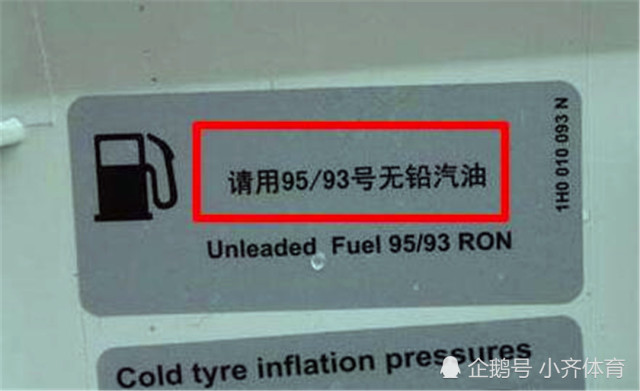 请用95/93号无铅汽油
Unleaded Fuel 95/93 RON
1H0 010 093 N
Cold tyre inflation pressures
企鹅号 小齐体育